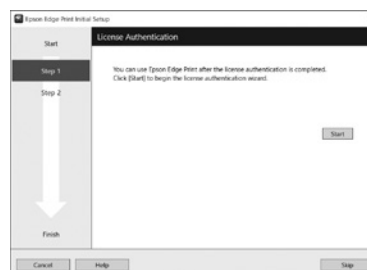 Epson Edge Print Initial Setup
Start
License Authentication
Step 1
You can use Epson Edge Print after the license authentication is completed.
Click [Start] to begin the license authentication wizard.
Step 2
Start
Finish
Cancel
Help
Skip